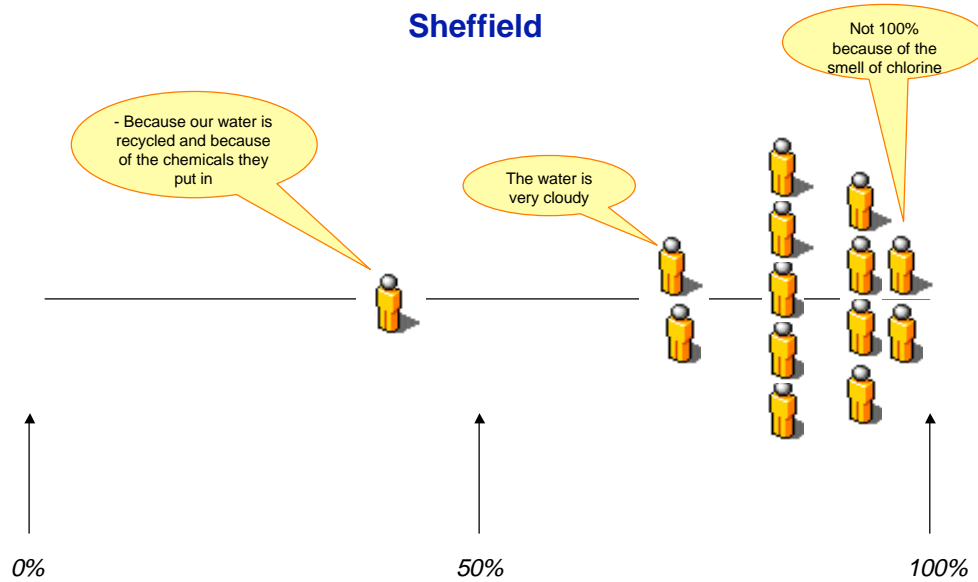 Sheffield
Not 100%
because of the
smell of chlorine
- Because our water is
recycled and because
of the chemicals they
put in
The water is
very cloudy
0%
50%
100%